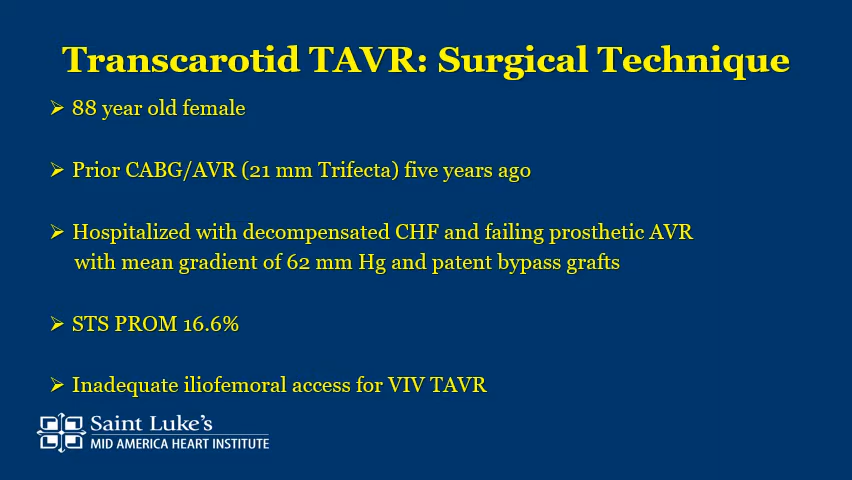 Transcarotid TAVR: Surgical Technique
➢ 88 year old female
➢ Prior CABG/AVR (21 mm Trifecta) five years ago
➢ Hospitalized with decompensated CHF and failing prosthetic AVR
with mean gradient of 62 mm Hg and patent bypass grafts
➢ STS PROM 16.6%
➢ Inadequate iliofemoral access for VIV TAVR
Saint Luke's
MID AMERICA HEART INSTITUTE